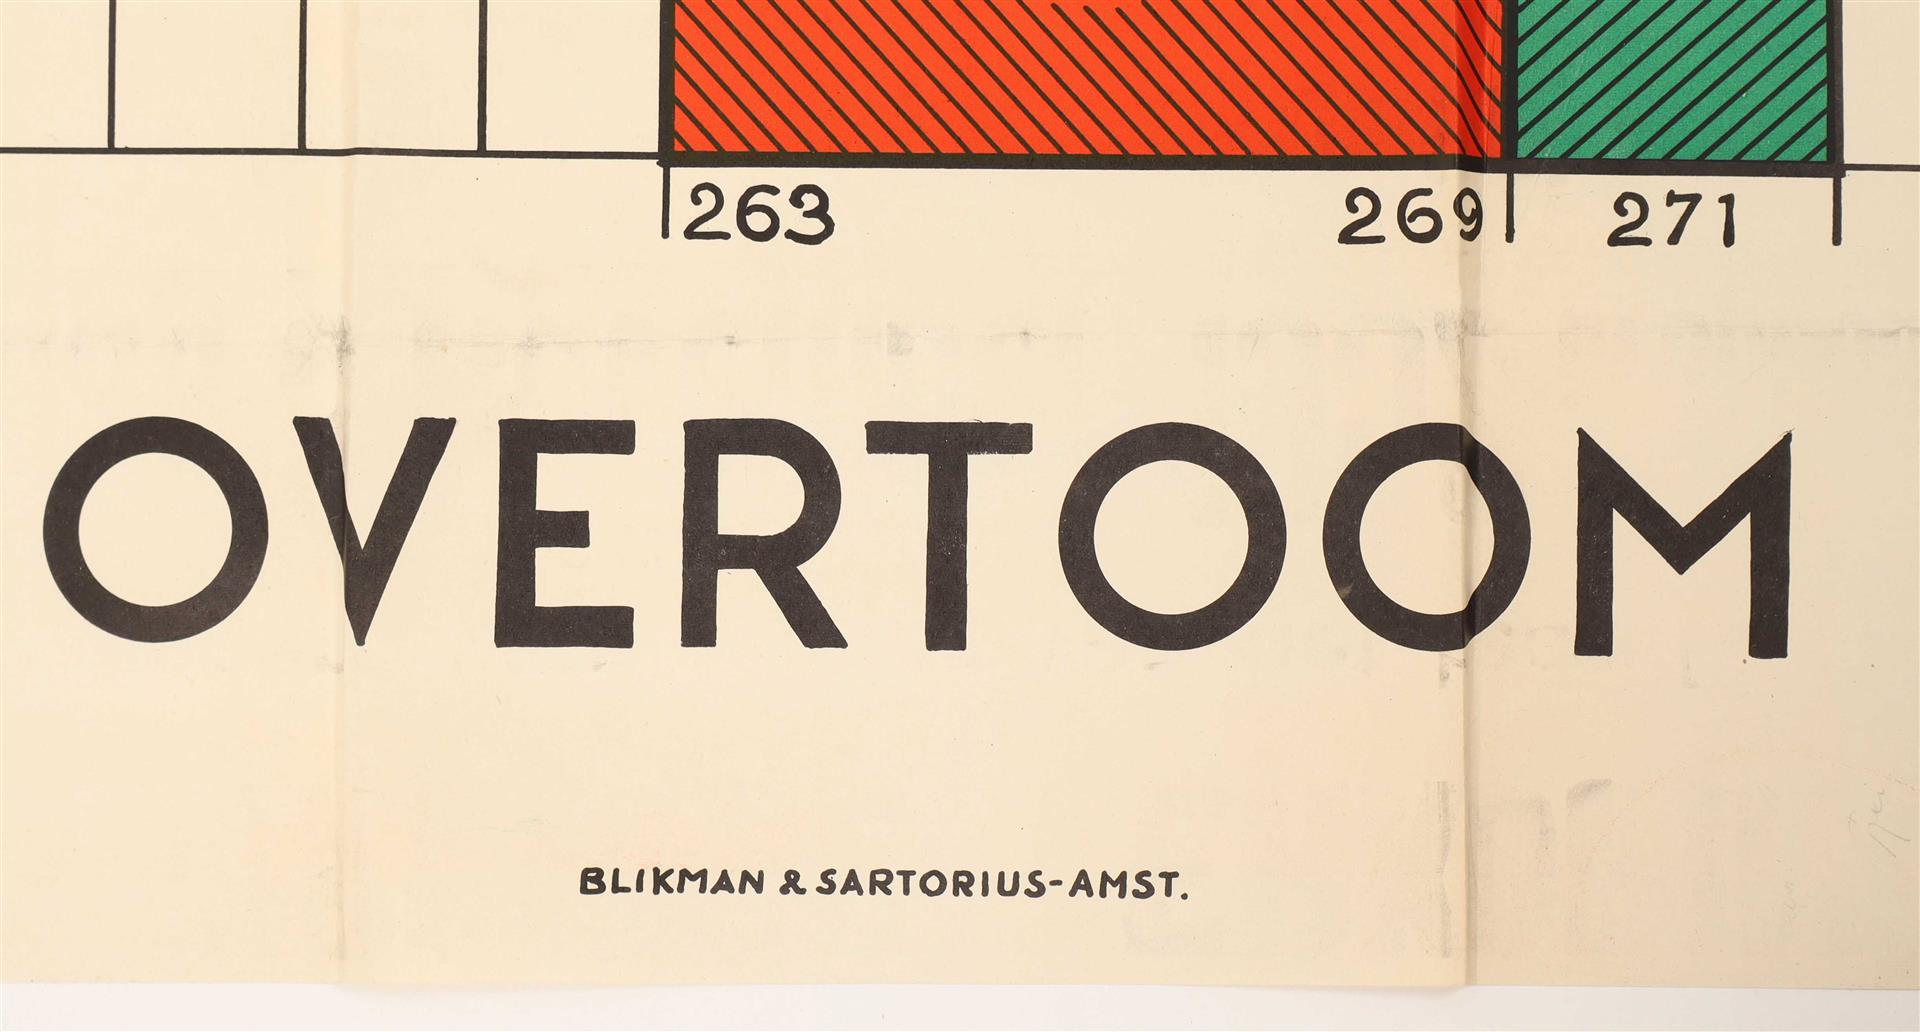 263 269 271
OVERTOOM
BLIKMAN & SARTORIUS-AMST.